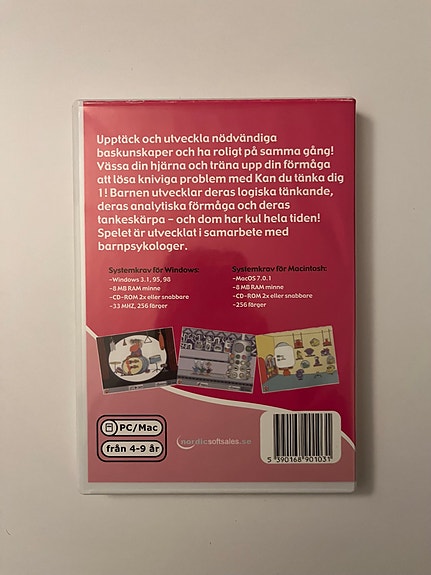 Upptäck och utveckla nödvändiga
baskunskaper och ha roligt på samma gång!
Vässa din hjärna och träna upp din förmåga
att lösa kniviga problem med Kan du tänka dig
1! Barnen utvecklar deras logiska tänkande,
deras analytiska förmåga och deras
tankeskärpa – och dom har kul hela tiden!
Spelet är utvecklat i samarbete med
barnpsykologer.
Systemkrav för Windows:
-Windows 3.1, 95, 98
-8 MB RAM minne
-CD-ROM 2x eller snabbare
-33 MHZ, 256 färger
Systemkrav för Macintosh:
-MacOS 7.0.1
-8 MB RAM minne
-CD-ROM 2x eller snabbare
-256 färger
PC/Mac
från 4-9 år
nordicsoftsales.se
5 390168 901031